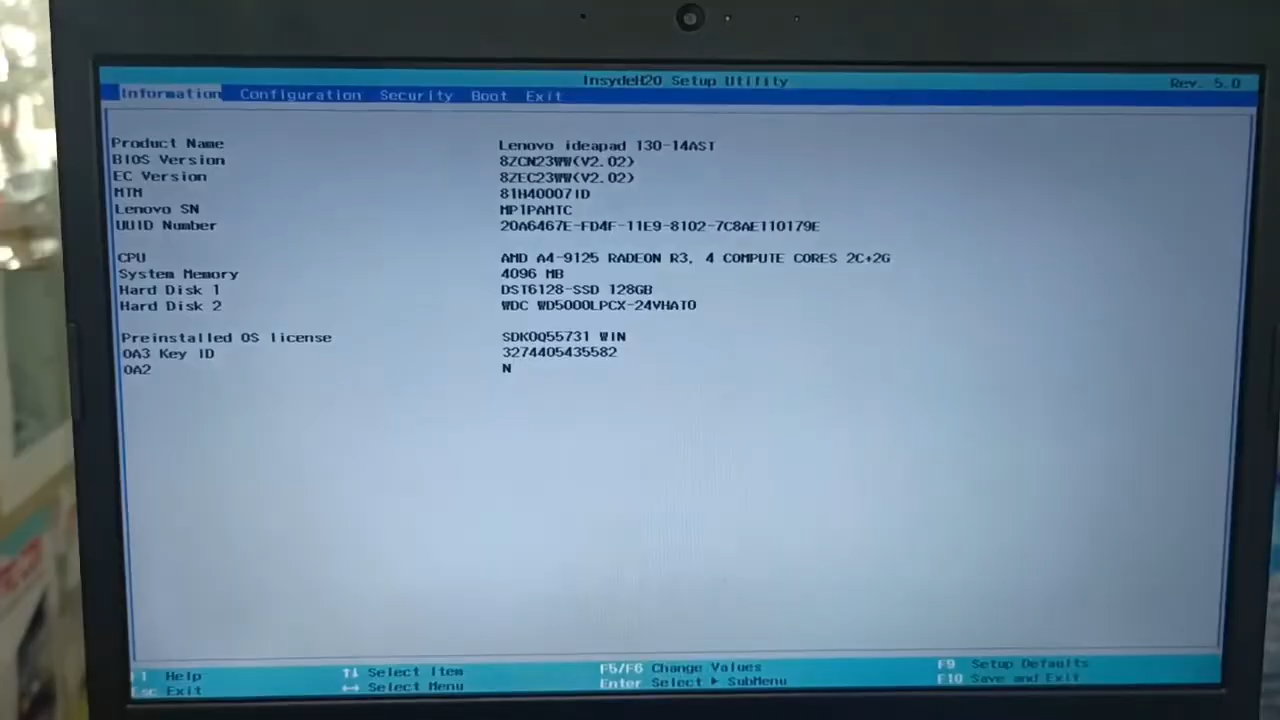 InsydeH20 Setup Utility
Rev. 5.0
Information Configuration Security Boot Exit
Product Name Lenovo ideapad 130-14AST
BIOS Version 8ZCN23WW(V2.02)
EC Version 8ZEC23WW(V2.02)
MTM 81H40007ID
Lenovo SN MP1PAMTC
UUID Number 20A6467E-FD4F-11E9-8102-7C8AE110179E
CPU AMD A4-9125 RADEON R3, 4 COMPUTE CORES 2C+2G
System Memory 4096 MB
Hard Disk 1 DST6128-SSD 128GB
Hard Disk 2 WDC WD5000LPCX-24VHAT0
Preinstalled OS license SDK0Q55731 WIN
OA3 Key ID 3274405435582
OA2 N
F1 Help ↑↓ Select Item F5/F6 Change Values F9 Setup Defaults
Esc Exit ↔ Select Menu Enter Select ▶ SubMenu F10 Save and Exit